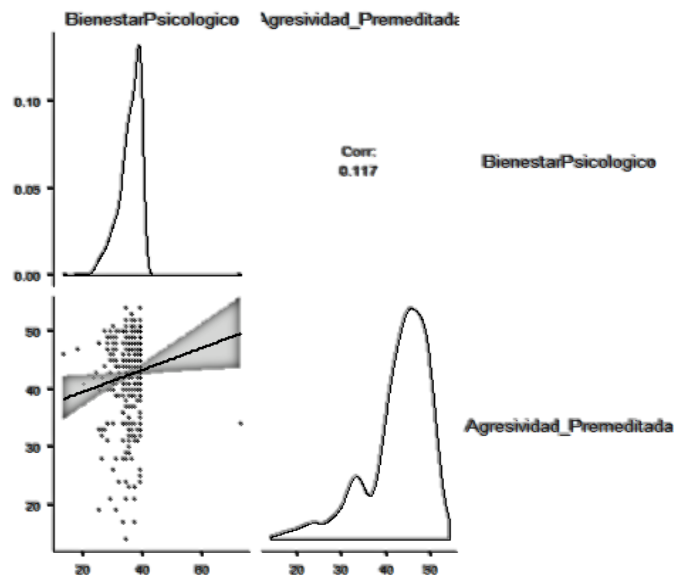 BienestarPsicologico
Agresividad_Premeditada
0.10
0.05
0.00
Corr:
0.117
BienestarPsicologico
50
40
30
20
Agresividad_Premeditada
20 40 60
20 30 40 50